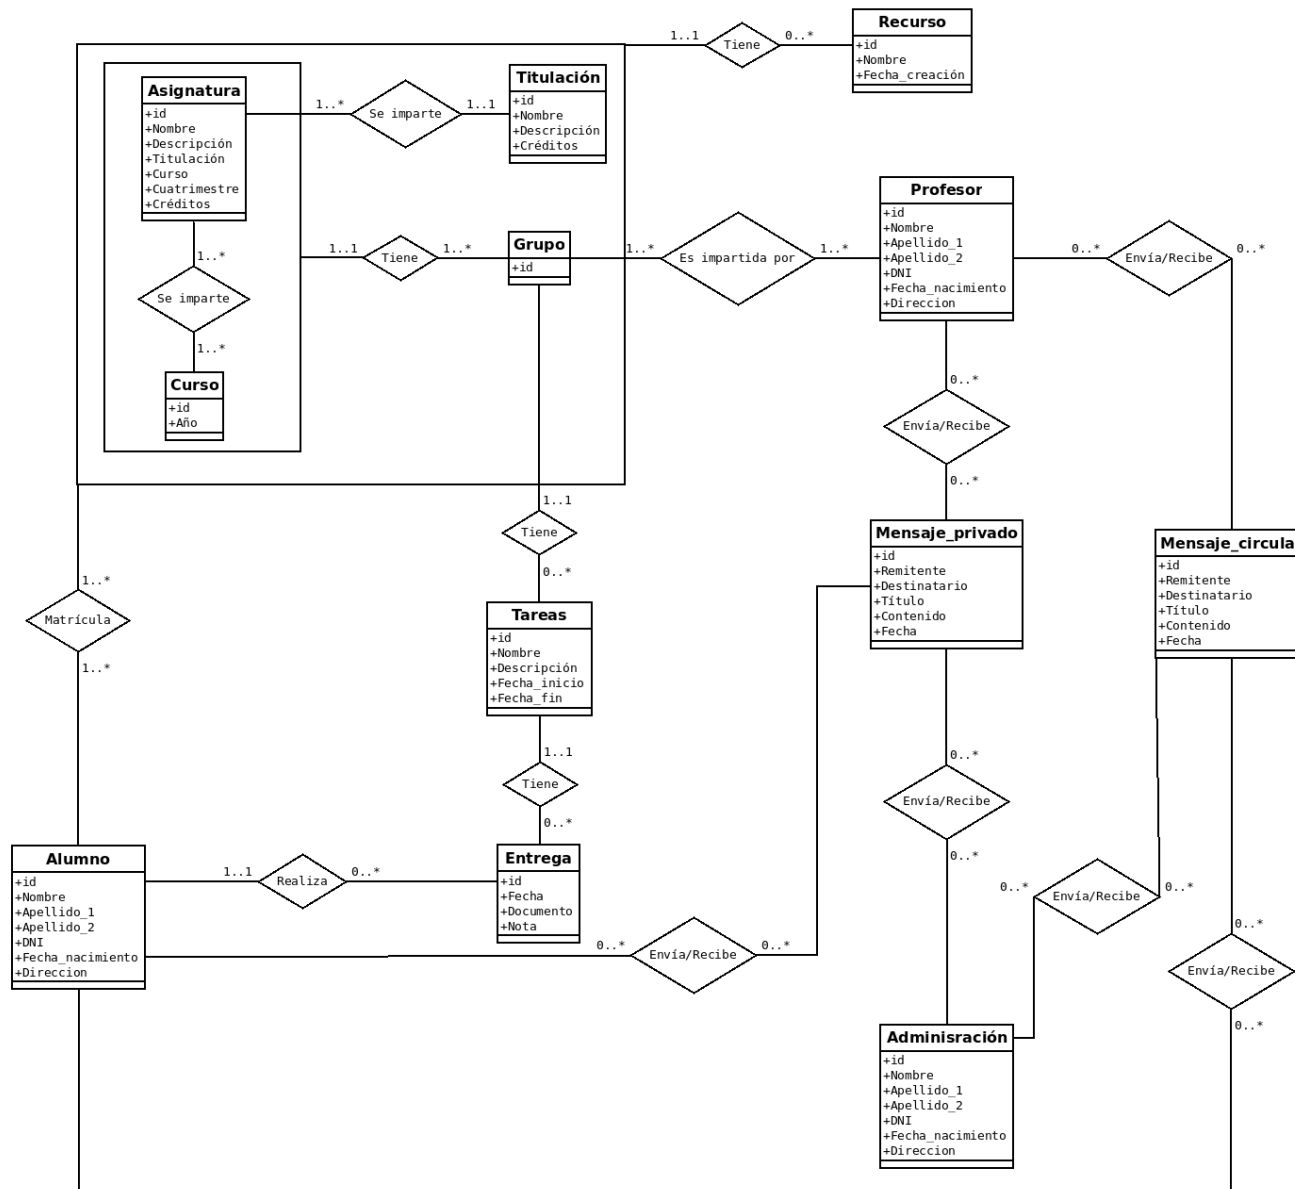 Recurso
+id
+Nombre
+Fecha_creación
1..1
Tiene
0..*
Asignatura
+id
+Nombre
+Descripción
+Titulación
+Curso
+Cuatrimestre
+Créditos
1..*
Se imparte
1..1
Titulación
+id
+Nombre
+Descripción
+Créditos
1..*
Se imparte
1..*
Curso
+id
+Año
1..1
Tiene
1..*
Grupo
+id
1..*
Es impartida por
1..*
Profesor
+id
+Nombre
+Apellido_1
+Apellido_2
+DNI
+Fecha_nacimiento
+Direccion
0..*
Envía/Recibe
0..*
0..*
Envía/Recibe
0..*
1..1
Tiene
0..*
Mensaje_privado
+id
+Remitente
+Destinatario
+Título
+Contenido
+Fecha
Mensaje_circula
+id
+Remitente
+Destinatario
+Título
+Contenido
+Fecha
1..*
Matrícula
1..*
Tareas
+id
+Nombre
+Descripción
+Fecha_inicio
+Fecha_fin
1..1
Tiene
0..*
0..*
Envía/Recibe
0..*
Alumno
+id
+Nombre
+Apellido_1
+Apellido_2
+DNI
+Fecha_nacimiento
+Direccion
1..1
Realiza
0..*
Entrega
+id
+Fecha
+Documento
+Nota
0..*
Envía/Recibe
0..*
0..*
Envía/Recibe
0..*
0..*
Envía/Recibe
0..*
Adminisración
+id
+Nombre
+Apellido_1
+Apellido_2
+DNI
+Fecha_nacimiento
+Direccion